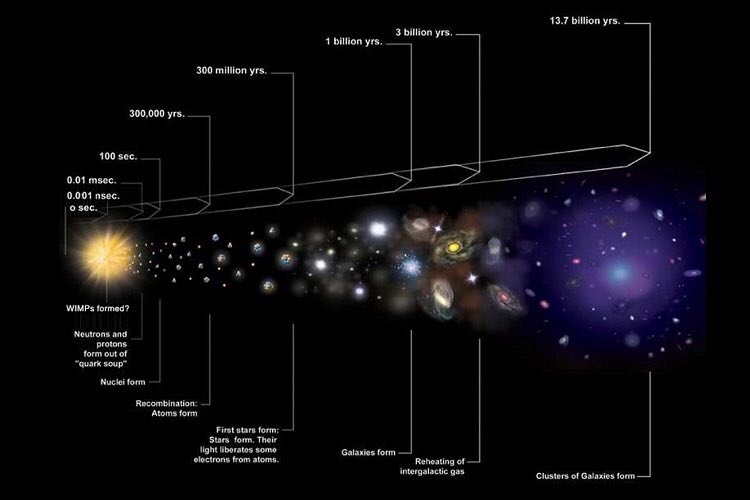 13.7 billion yrs.
3 billion yrs.
1 billion yrs.
300 million yrs.
300,000 yrs.
100 sec.
0.01 msec.
0.001 nsec.
o sec.
WIMPs formed?
Neutrons and
protons
form out of
"quark soup"
Nuclei form
Recombination:
Atoms form
First stars form:
Stars form. Their
light liberates some
electrons from atoms.
Galaxies form
Reheating of
intergalactic gas
Clusters of Galaxies form